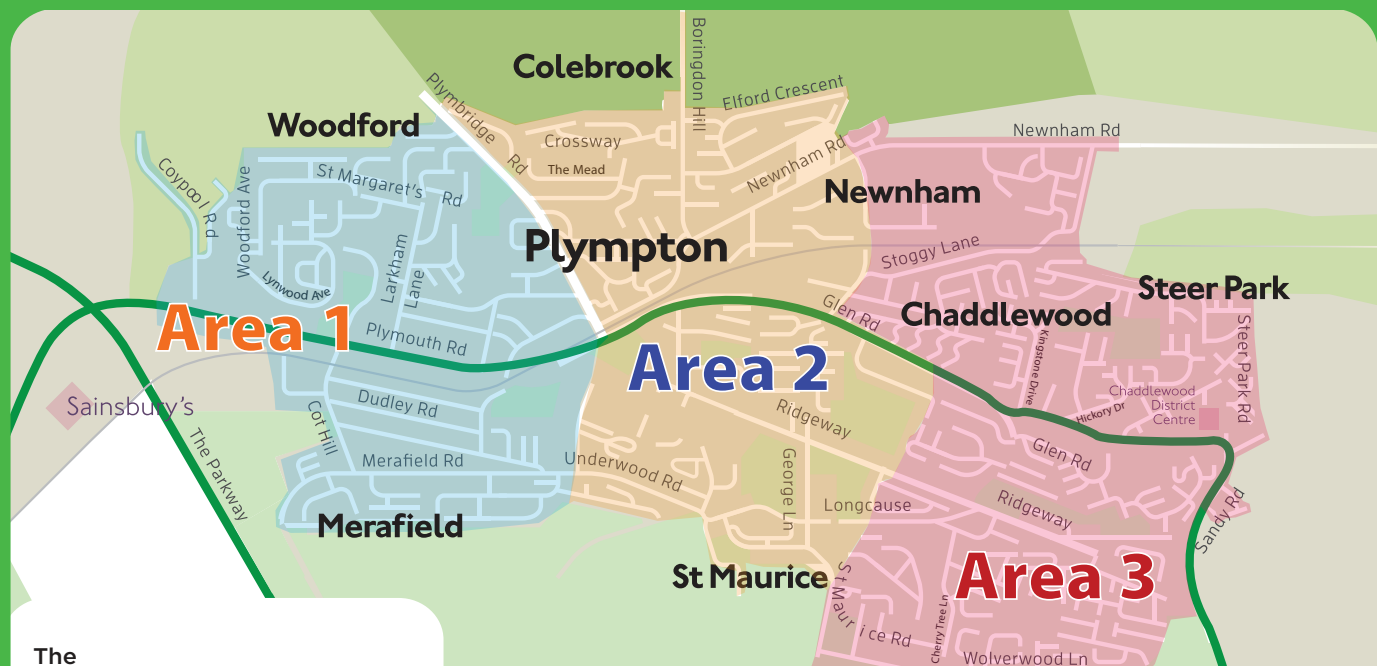 Colebrook
Boringdon Hill
Elford Crescent
Plymbridge Rd
Woodford
Crossway
The Mead
Newnham Rd
Newnham Rd
Coypool Rd
Woodford Ave
St Margaret's Rd
Newnham
Plympton
Larkham Lane
Lynwood Ave
Stoggy Lane
Steer Park
Glen Rd
Chaddlewood
Area 1
Plymouth Rd
Area 2
Kingstone Drive
Steer Park Rd
Chaddlewood
District
Centre
Hickory Dr
Sainsbury's
Dudley Rd
Cot Hill
Ridgeway
The Parkway
Merafield Rd
Underwood Rd
George Ln
Glen Rd
Longcause
Ridgeway
Sandy Rd
Merafield
St Maurice
Area 3
St Maurice Rd
Cherry Tree Ln
Wolverwood Ln
The